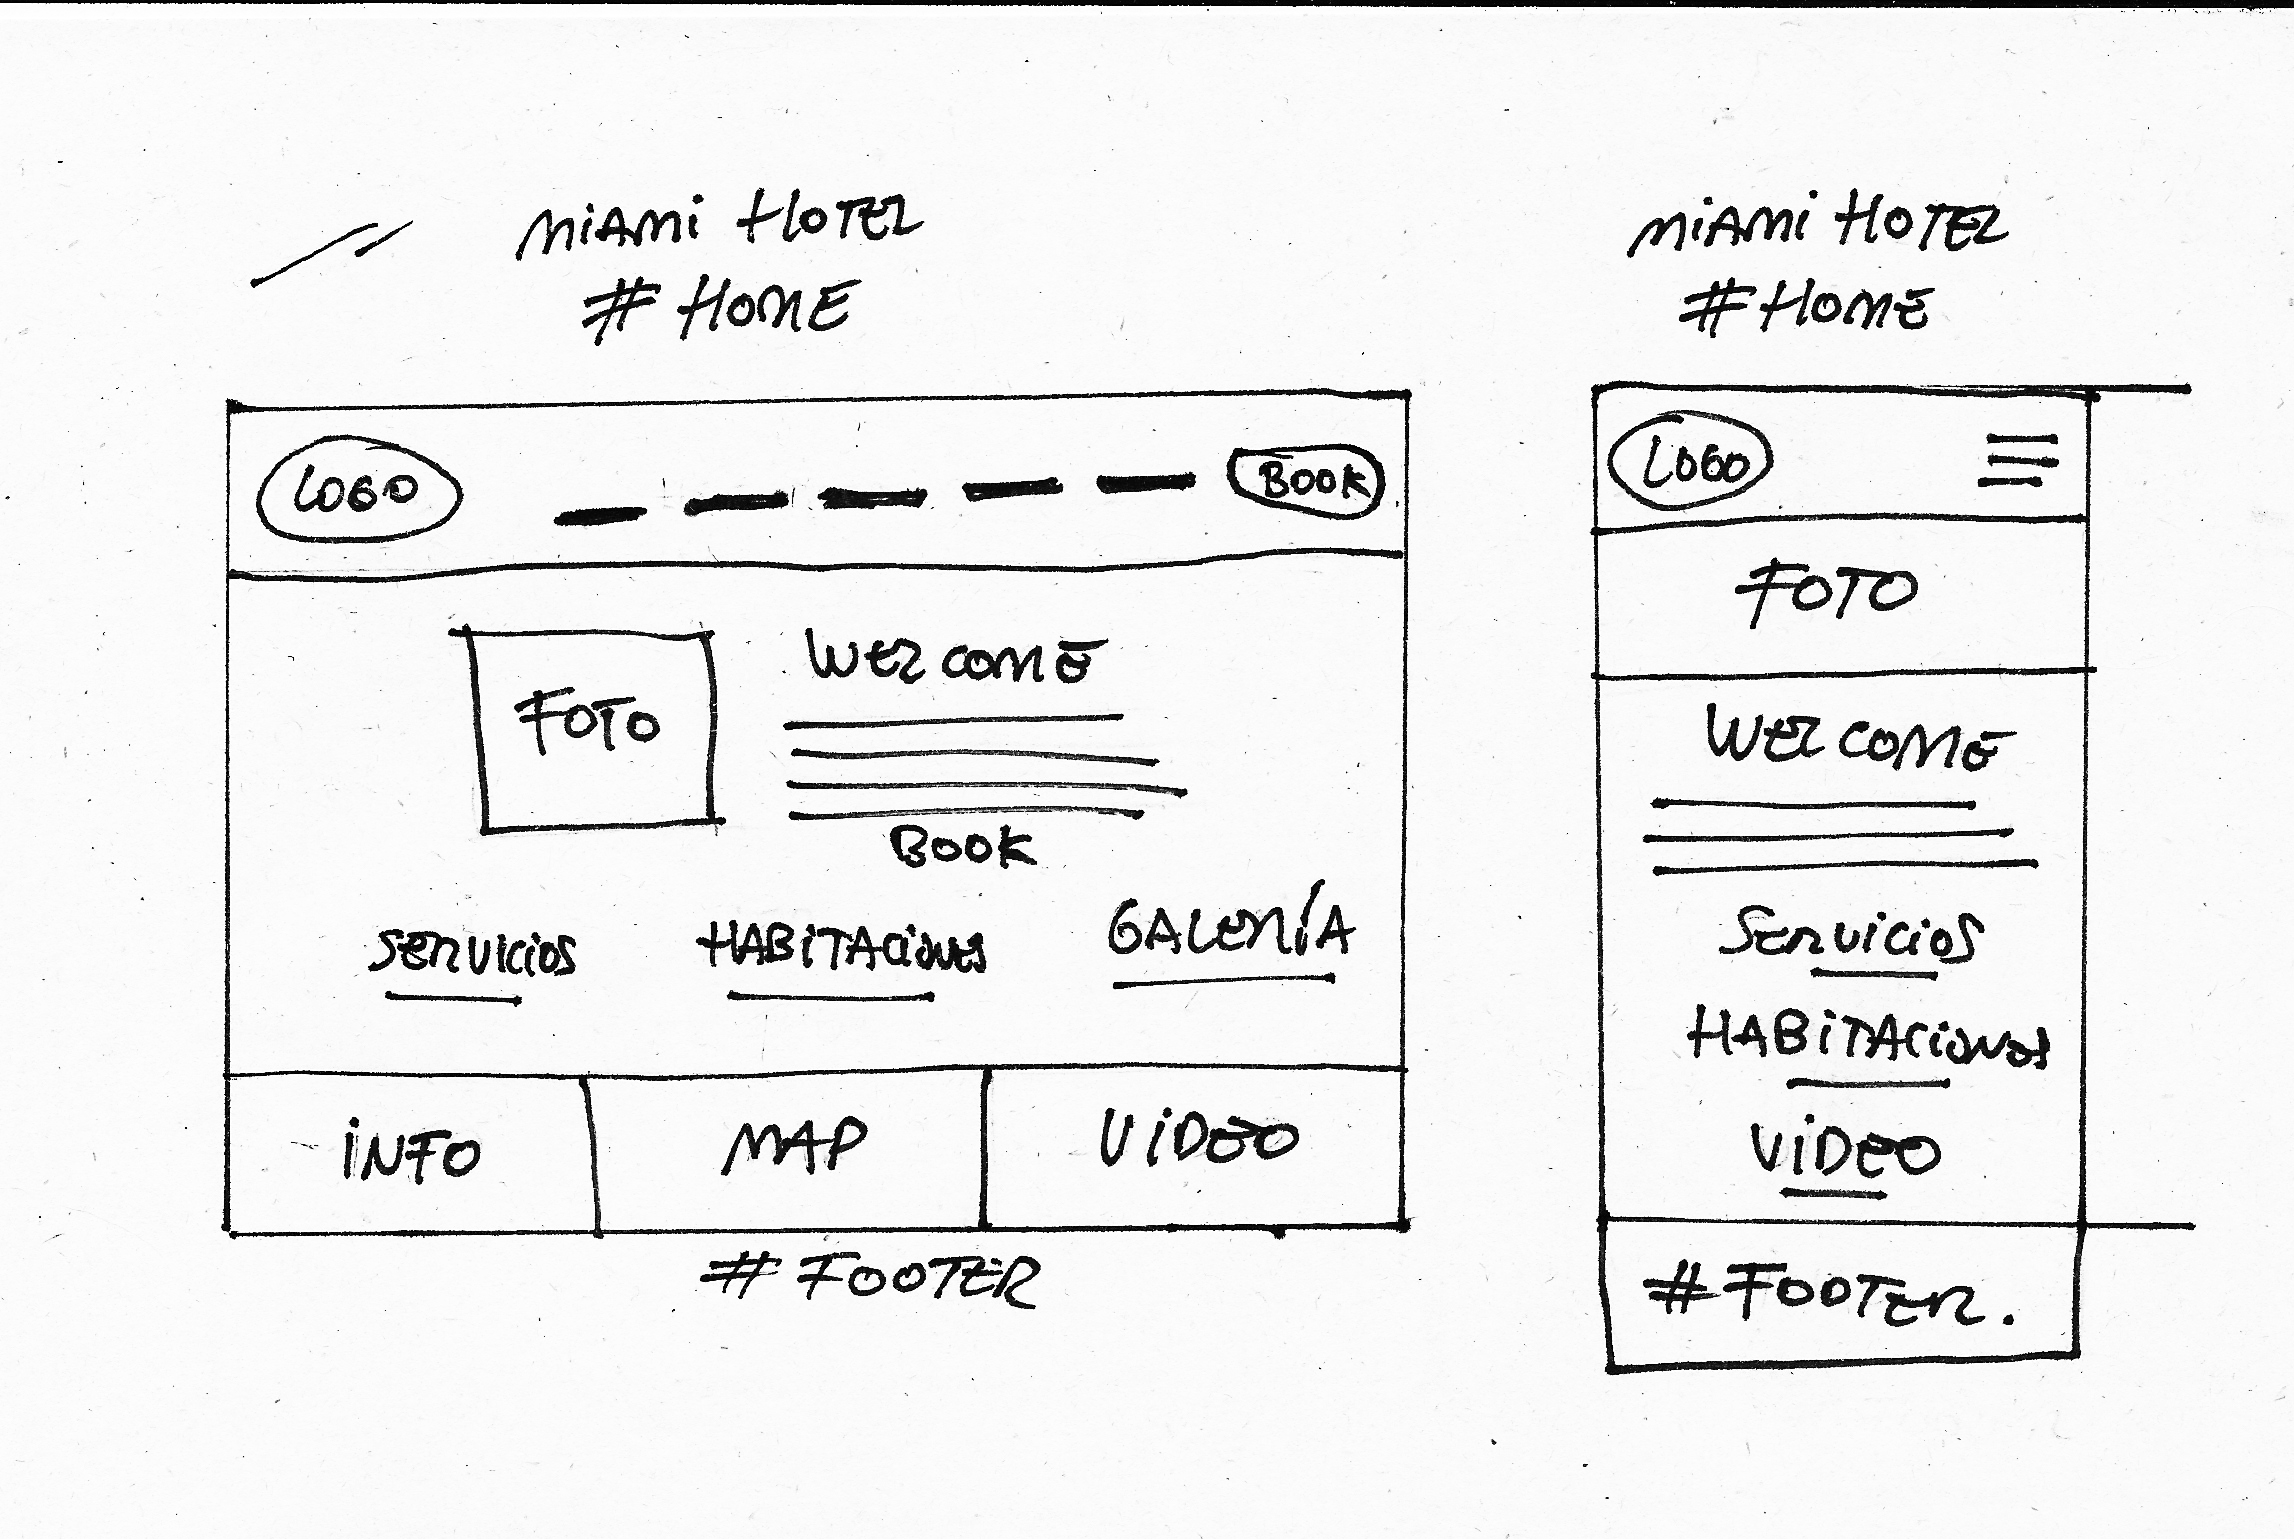 MIAMI HOTEL
# HOME
LOGO
BOOK
FOTO
WELCOME
BOOK
SERVICIOS
HABITACIONES
GALERÍA
INFO
MAP
VIDEO
# FOOTER
MIAMI HOTEL
# HOME
LOGO
FOTO
WELCOME
SERVICIOS
HABITACIONES
VIDEO
# FOOTER.